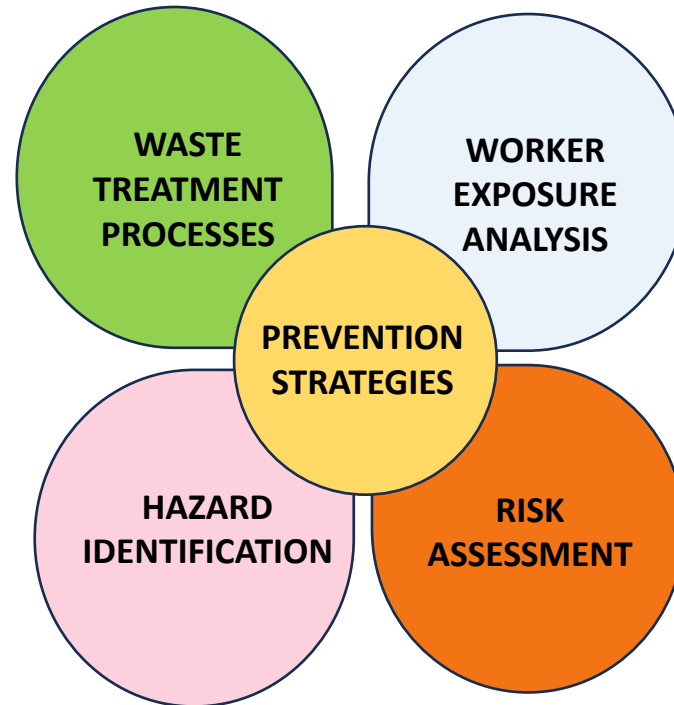 WASTE
TREATMENT
PROCESSES
WORKER
EXPOSURE
ANALYSIS
PREVENTION
STRATEGIES
HAZARD
IDENTIFICATION
RISK
ASSESSMENT